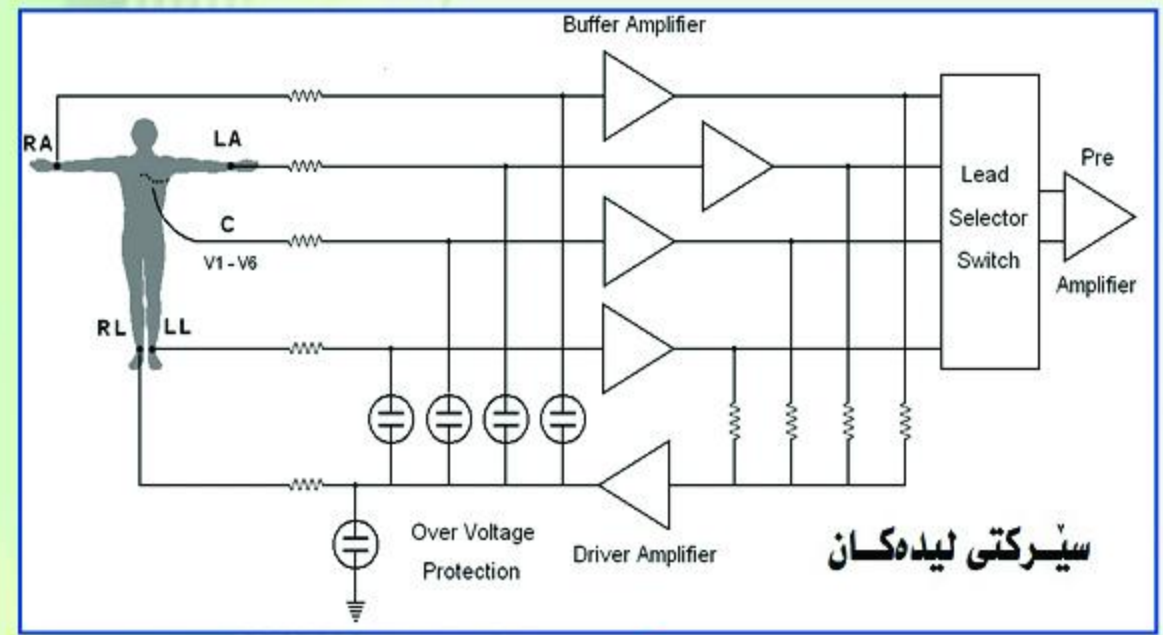 Buffer Amplifier
RA
LA
C
V1 - V6
RL
LL
Lead
Selector
Switch
Pre
Amplifier
Over Voltage
Protection
Driver Amplifier
سێرکتی لیدەکان